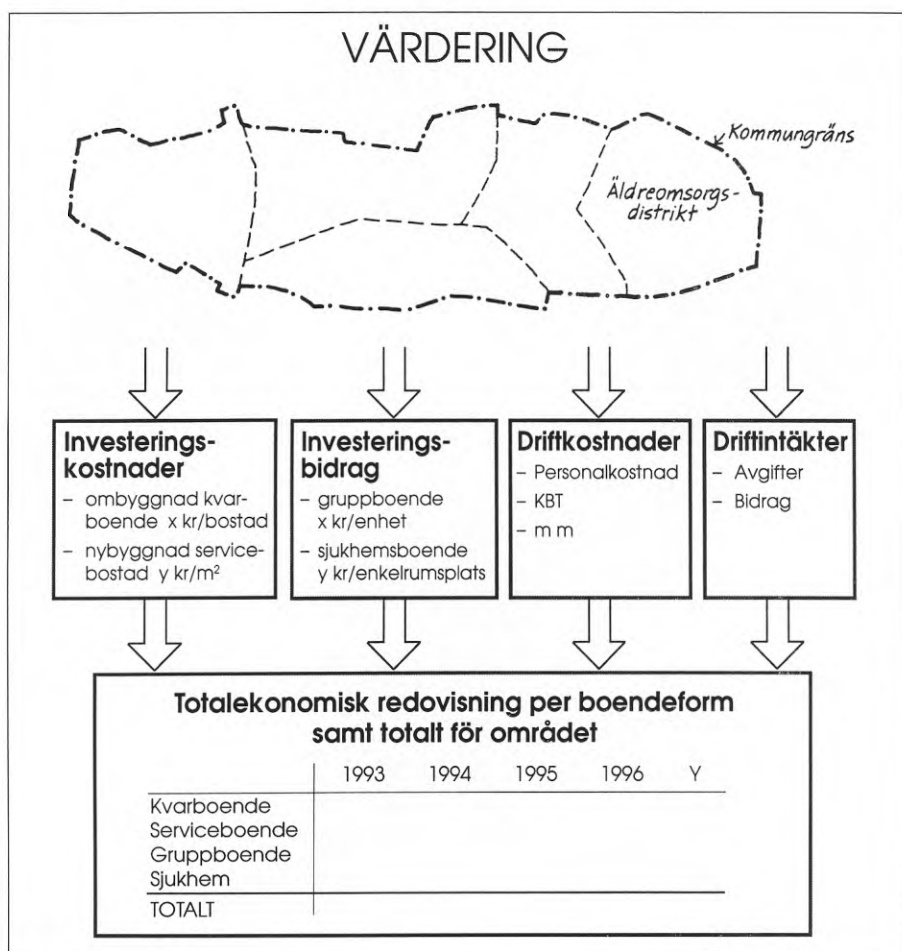 VÄRDERING
Kommungräns
Äldreomsorgs-
distrikt
Investerings-
kostnader
– ombyggnad kvar-
boende x kr/bostad
– nybyggnad service-
bostad y kr/m²
Investerings-
bidrag
– gruppboende
x kr/enhet
– sjukhemsboende
y kr/enkelrumsplats
Driftkostnader
– Personalkostnad
– KBT
– m m
Driftintäkter
– Avgifter
– Bidrag
Totalekonomisk redovisning per boendeform
samt totalt för området
1993 1994 1995 1996 Y
Kvarboende
Serviceboende
Gruppboende
Sjukhem
TOTALT